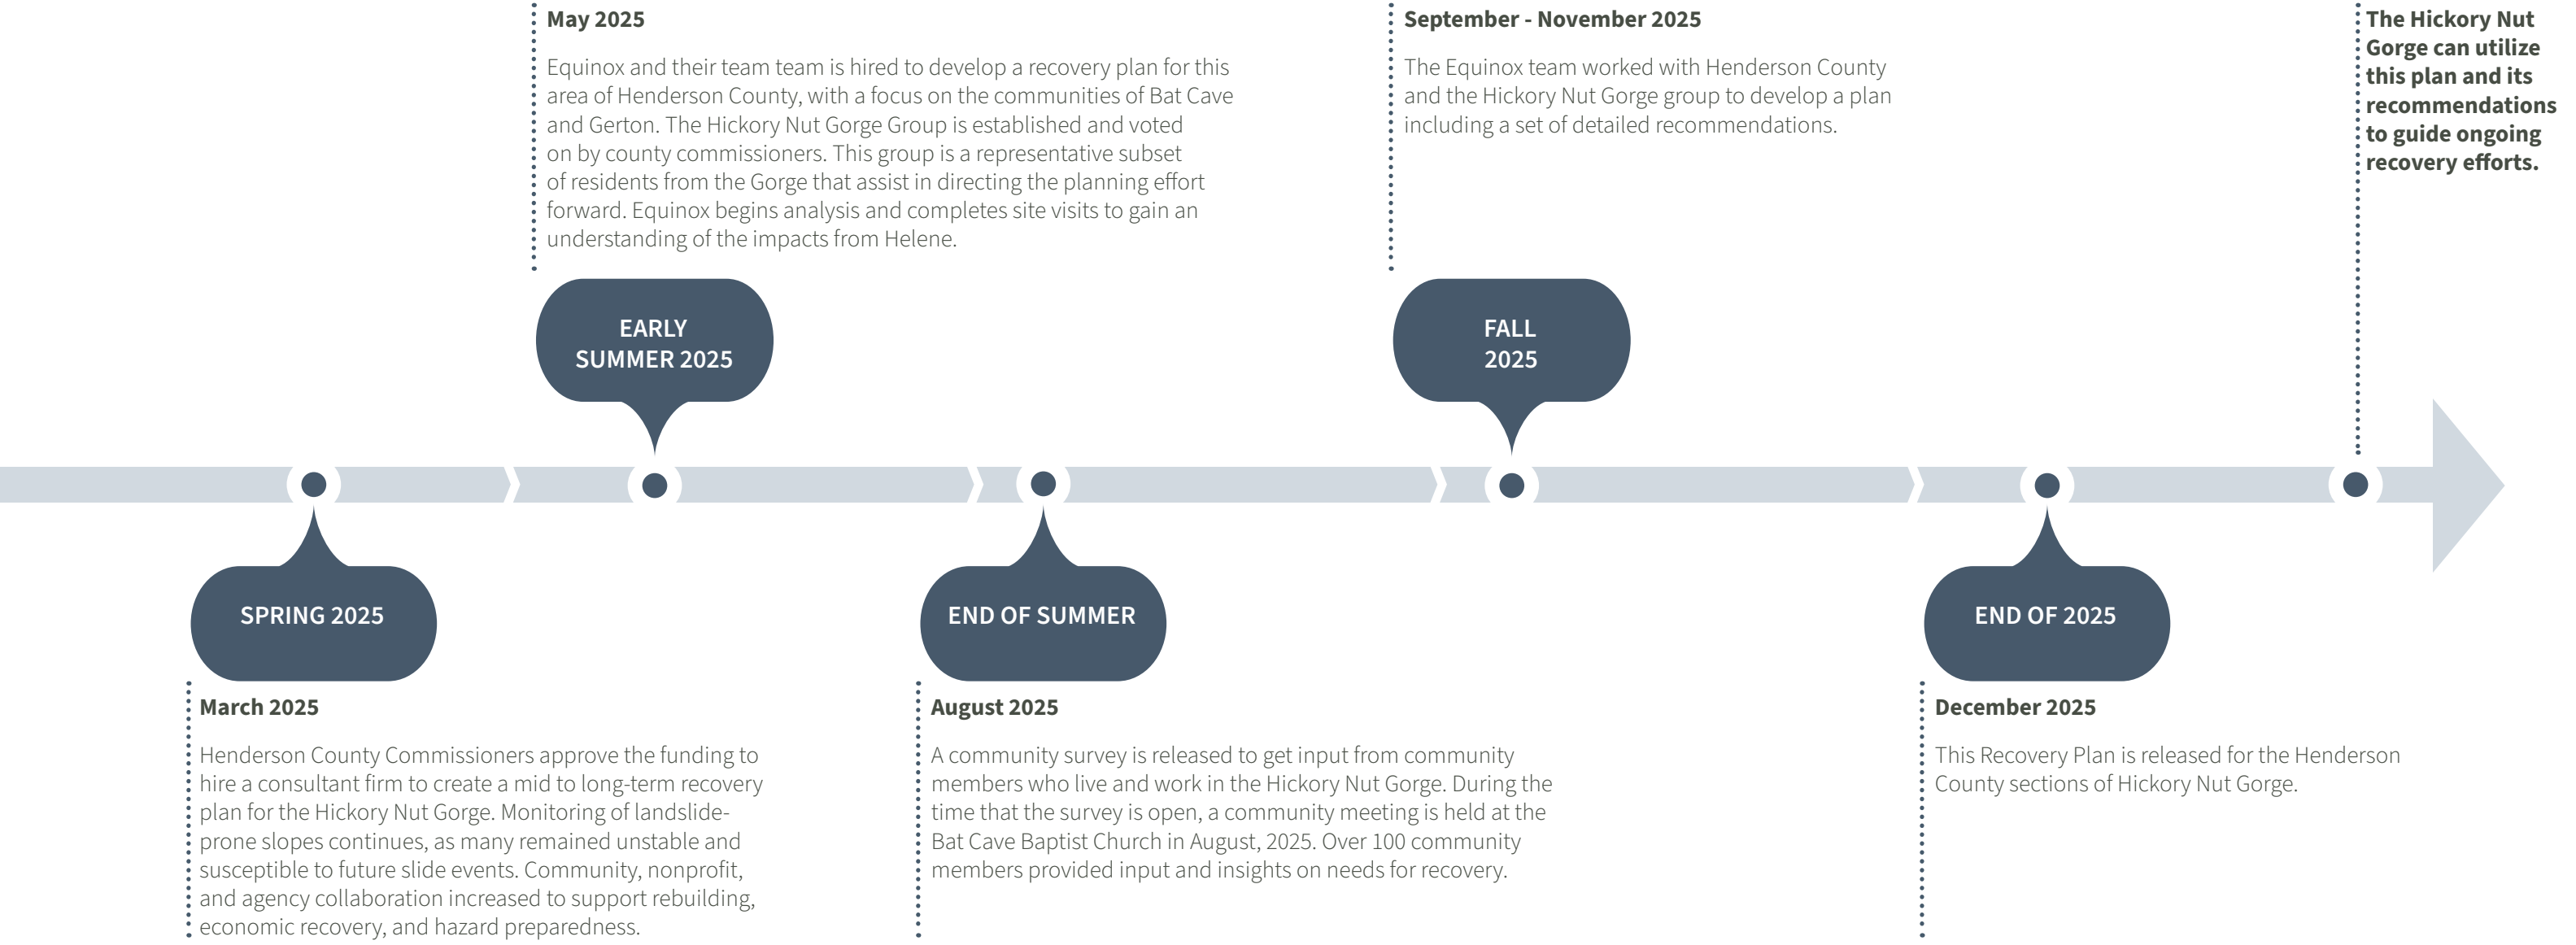 May 2025
Equinox and their team team is hired to develop a recovery plan for this
area of Henderson County, with a focus on the communities of Bat Cave
and Gerton. The Hickory Nut Gorge Group is established and voted
on by county commissioners. This group is a representative subset
of residents from the Gorge that assist in directing the planning effort
forward. Equinox begins analysis and completes site visits to gain an
understanding of the impacts from Helene.
EARLY
SUMMER 2025
September - November 2025
The Equinox team worked with Henderson County
and the Hickory Nut Gorge group to develop a plan
including a set of detailed recommendations.
FALL
2025
The Hickory Nut
Gorge can utilize
this plan and its
recommendations
to guide ongoing
recovery efforts.
SPRING 2025
March 2025
Henderson County Commissioners approve the funding to
hire a consultant firm to create a mid to long-term recovery
plan for the Hickory Nut Gorge. Monitoring of landslide-
prone slopes continues, as many remained unstable and
susceptible to future slide events. Community, nonprofit,
and agency collaboration increased to support rebuilding,
economic recovery, and hazard preparedness.
END OF SUMMER
August 2025
A community survey is released to get input from community
members who live and work in the Hickory Nut Gorge. During the
time that the survey is open, a community meeting is held at the
Bat Cave Baptist Church in August, 2025. Over 100 community
members provided input and insights on needs for recovery.
END OF 2025
December 2025
This Recovery Plan is released for the Henderson
County sections of Hickory Nut Gorge.